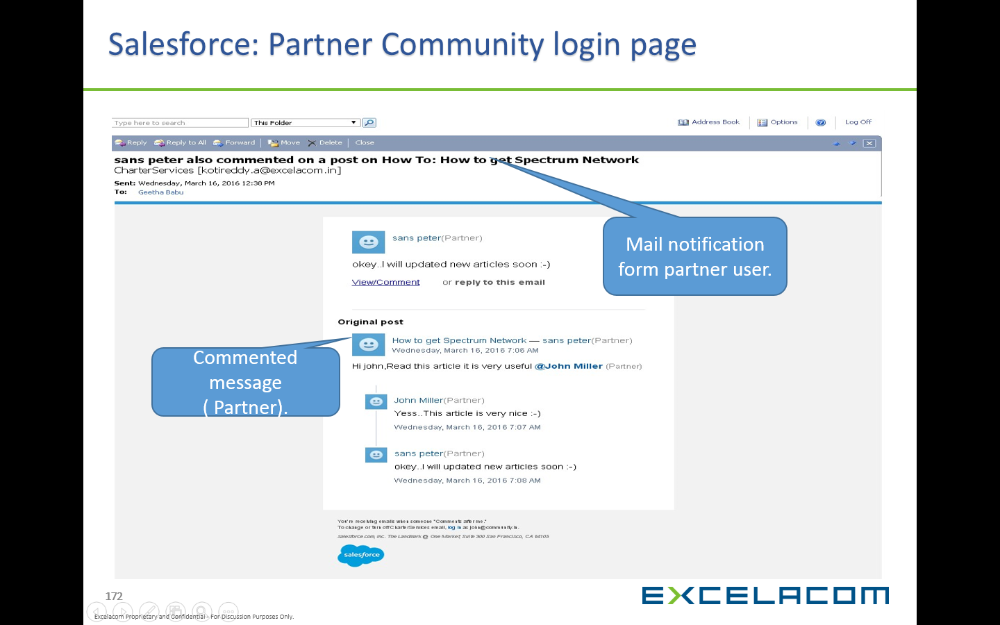 Salesforce: Partner Community login page
Type here to search
This Folder
Address Book
Options
Log Off
Reply
Reply to All
Forward
Move
Delete
Close
sans peter also commented on a post on How To: How to get Spectrum Network
CharterServices [kotireddy.a@excelacom.in]
Sent: Wednesday, March 16, 2016 12:38 PM
To: Geetha Babu
Mail notification
form partner user.
sans peter(Partner)
okey..I will updated new articles soon :-)
View/Comment or reply to this email
Original post
How to get Spectrum Network — sans peter(Partner)
Wednesday, March 16, 2016 7:06 AM
Hi john,Read this article it is very useful @John Miller (Partner)
Commented
message
( Partner).
John Miller(Partner)
Yess..This article is very nice :-)
Wednesday, March 16, 2016 7:07 AM
sans peter(Partner)
okey..I will updated new articles soon :-)
Wednesday, March 16, 2016 7:08 AM
You're receiving emails when someone "Comments after me."
To change or turn off CharterServices email, log in as john@community.in.
salesforce.com, inc. The Landmark @ One Market, Suite 300 San Francisco, CA 94105
salesforce
172
EXCELACOM
Excelacom Proprietary and Confidential - For Discussion Purposes Only.